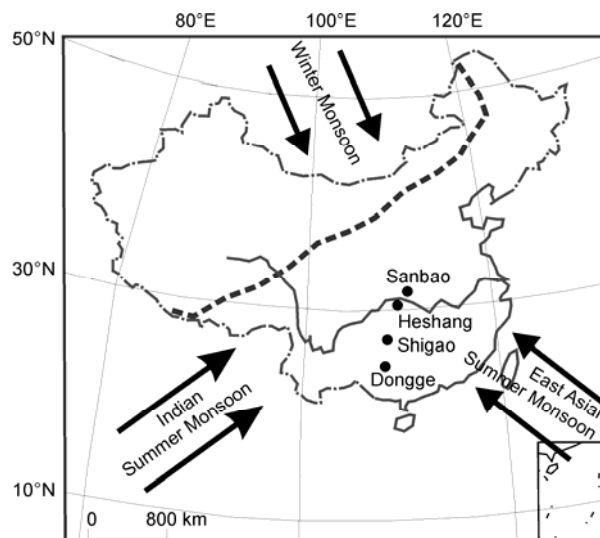 80°E 100°E 120°E
50°N
Winter Monsoon
30°N
Sanbao
Heshang
Shigao
Dongge
Indian
Summer Monsoon
East Asian
Summer Monsoon
10°N
0 800 km